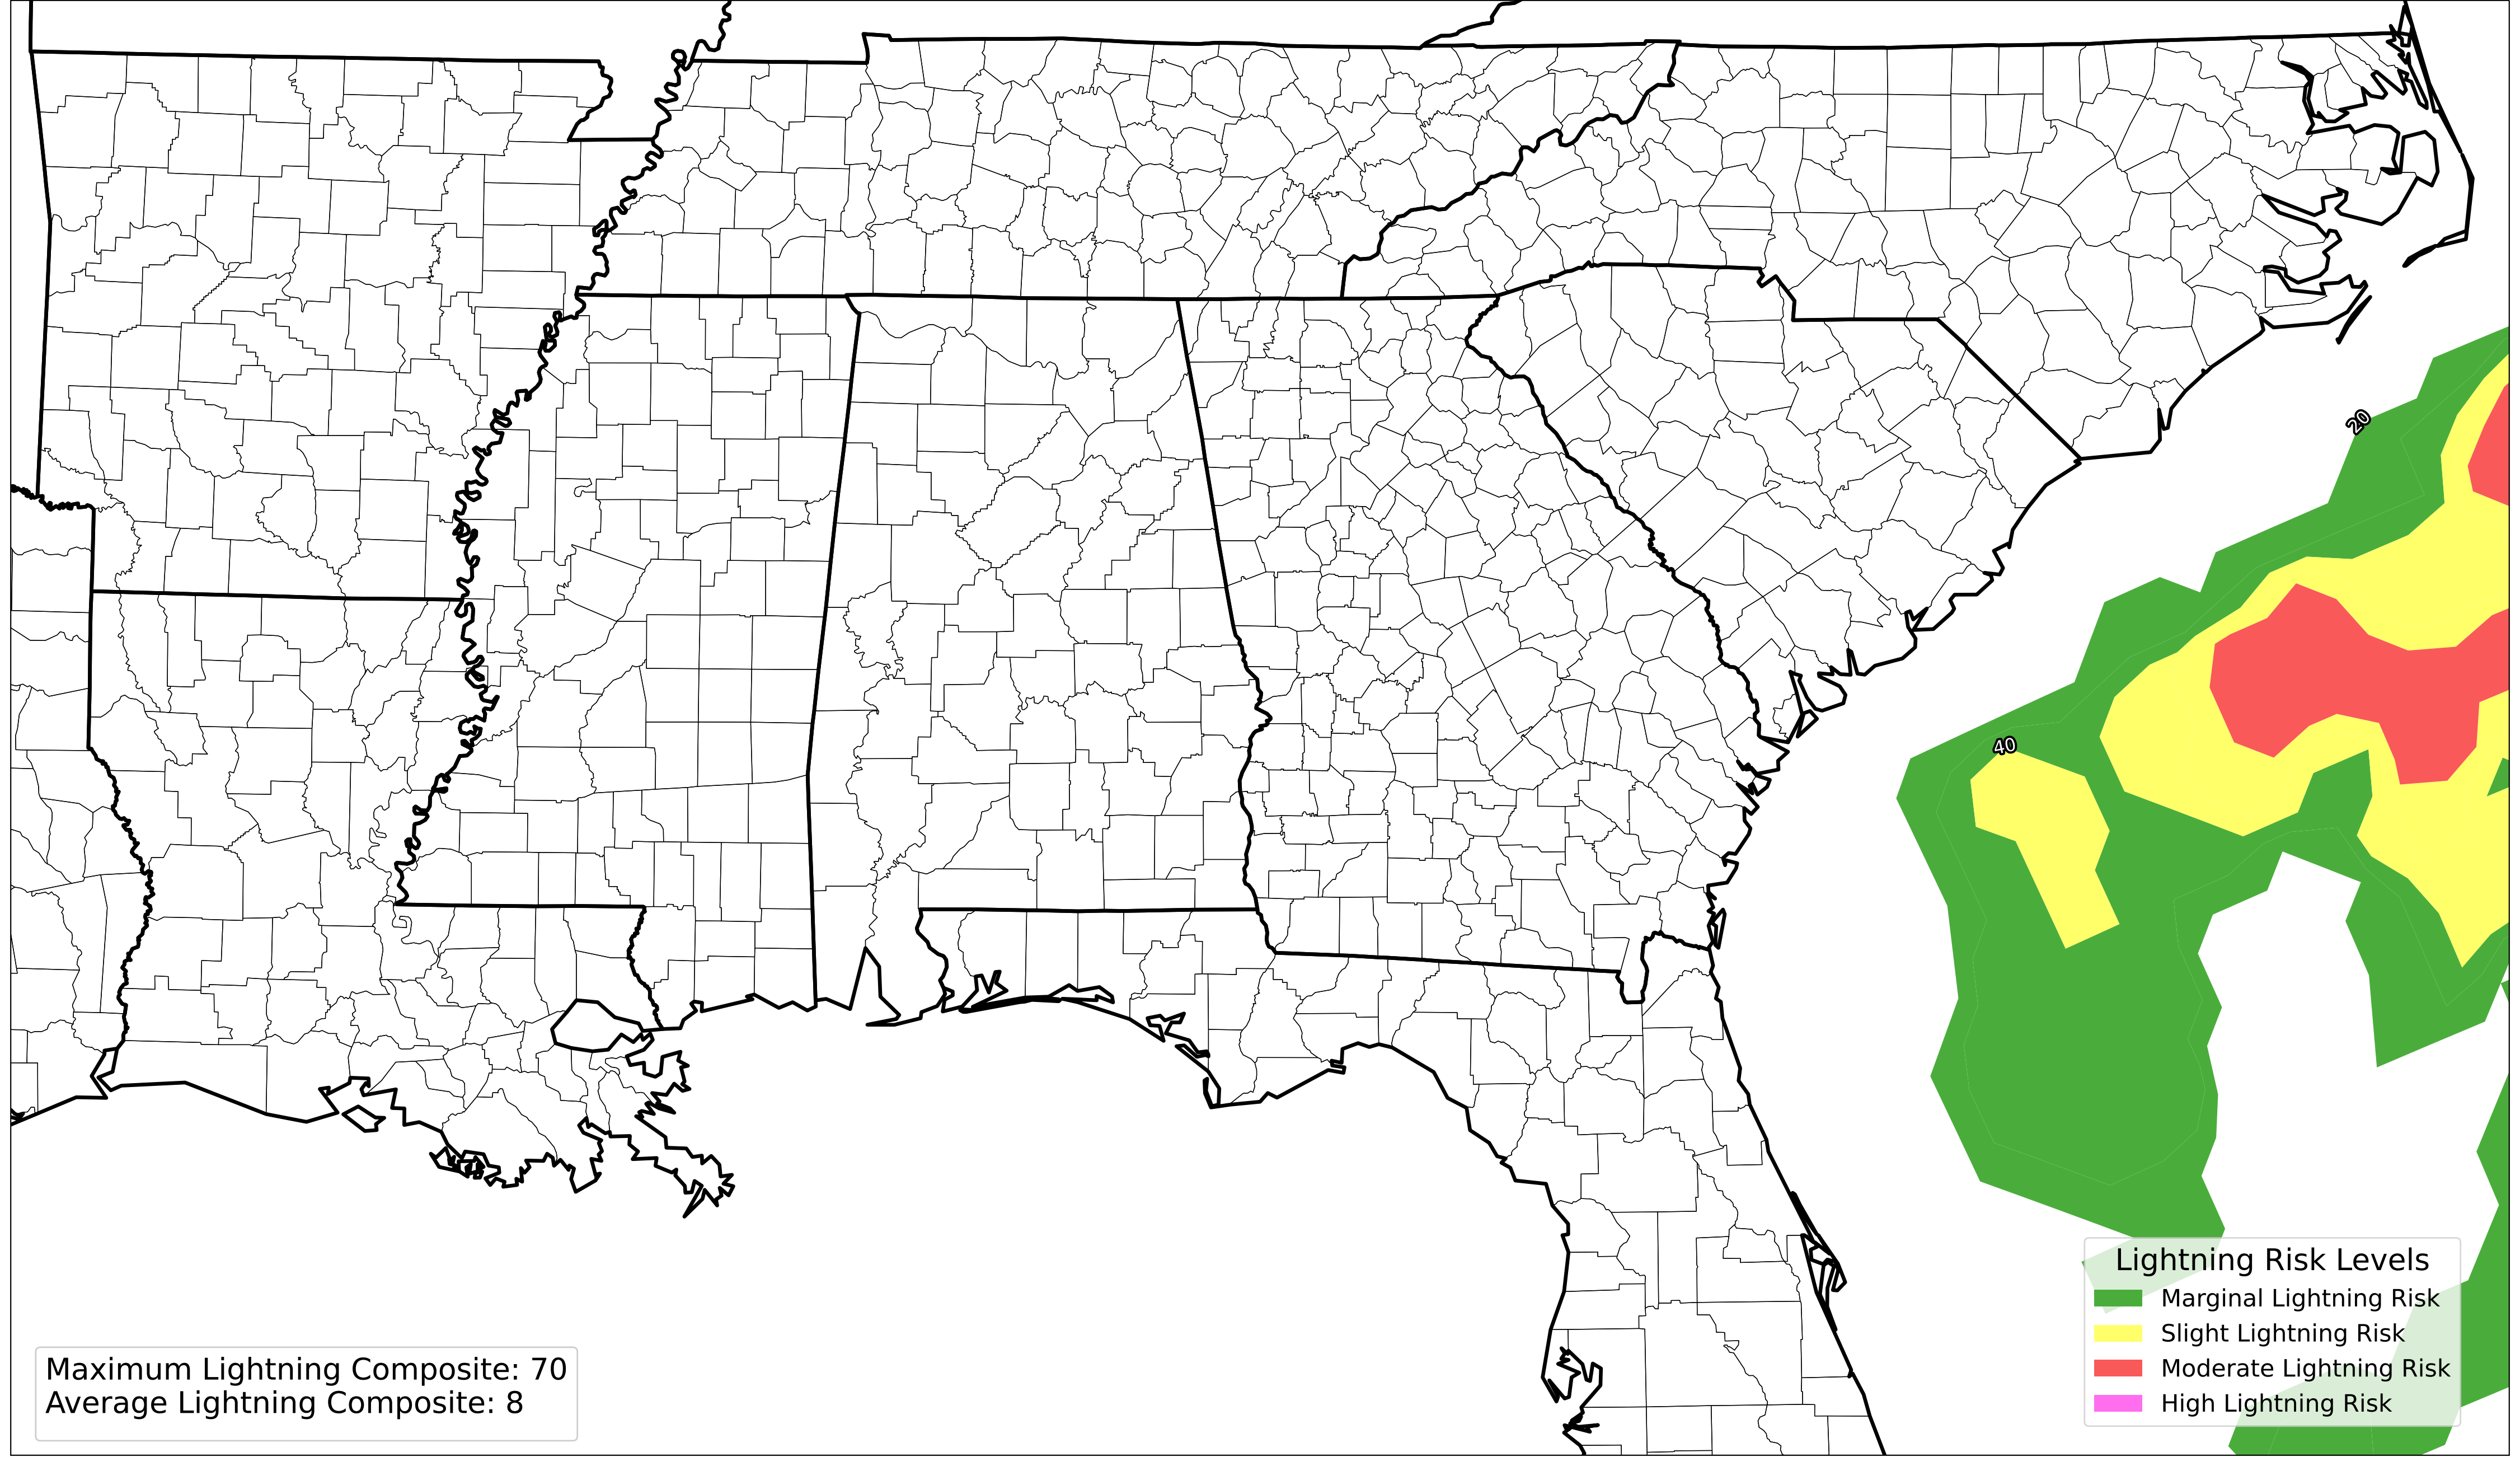 20
40
Lightning Risk Levels
Marginal Lightning Risk
Slight Lightning Risk
Moderate Lightning Risk
High Lightning Risk
Maximum Lightning Composite: 70
Average Lightning Composite: 8